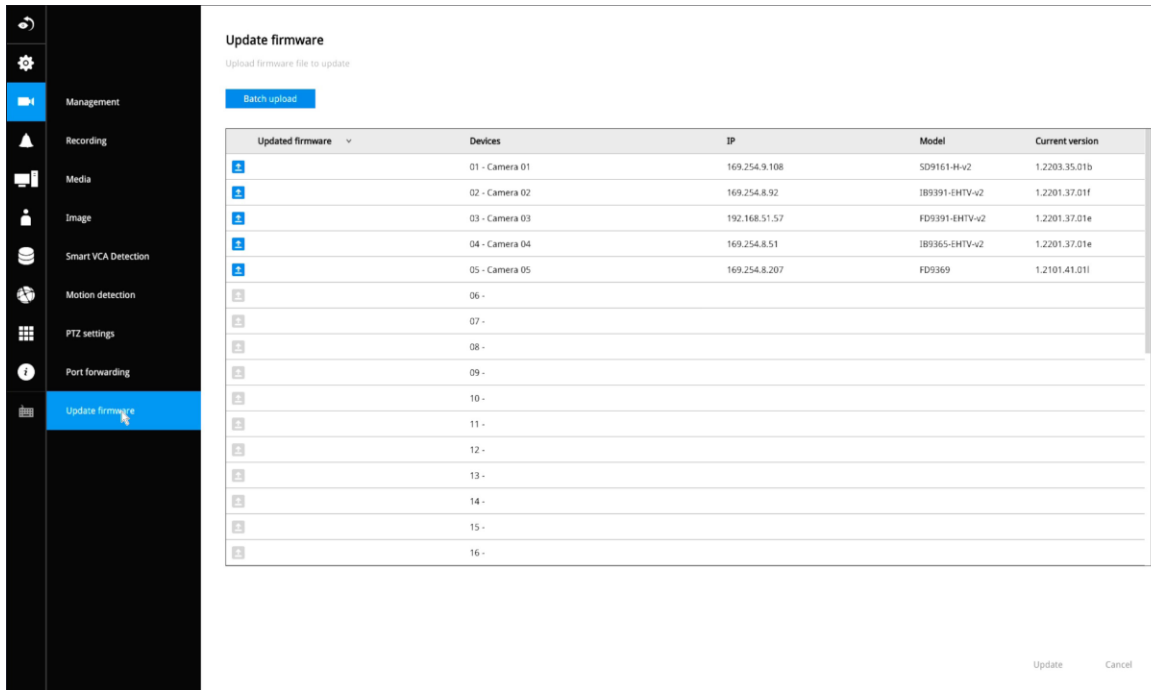 Update firmware
Upload firmware file to update
Batch upload
Management
Recording
Media
Image
Smart VCA Detection
Motion detection
PTZ settings
Port forwarding
Update firmware
Updated firmware Devices IP Model Current version
01 - Camera 01 169.254.9.108 SD9161-H-v2 1.2203.35.01b
02 - Camera 02 169.254.8.92 IB9391-EHTV-v2 1.2201.37.01f
03 - Camera 03 192.168.51.57 FD9391-EHTV-v2 1.2201.37.01e
04 - Camera 04 169.254.8.51 IB9365-EHTV-v2 1.2201.37.01e
05 - Camera 05 169.254.8.207 FD9369 1.2101.41.01l
06 -
07 -
08 -
09 -
10 -
11 -
12 -
13 -
14 -
15 -
16 -
Update Cancel